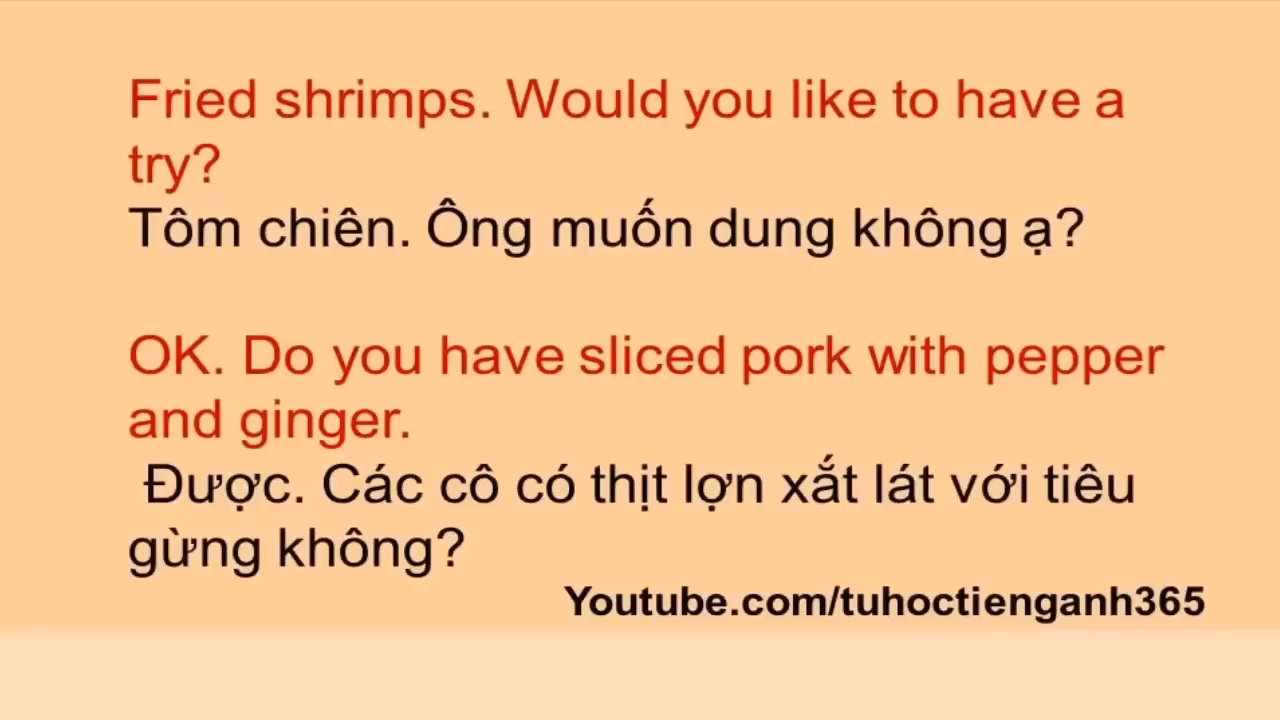 Fried shrimps. Would you like to have a
try?
Tôm chiên. Ông muốn dung không ạ?
OK. Do you have sliced pork with pepper
and ginger.
Được. Các cô có thịt lợn xắt lát với tiêu
gừng không?
Youtube.com/tuhoctienganh365